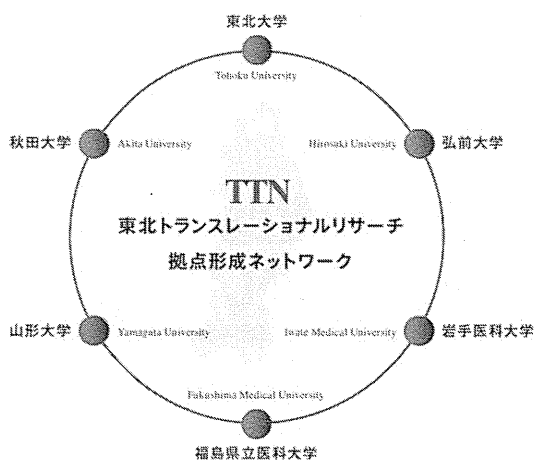 東北大学
Tohoku University
秋田大学
Akita University
Hirosaki University
弘前大学
TTN
東北トランスレーショナルリサーチ
拠点形成ネットワーク
山形大学
Yamagata University
Iwate Medical University
岩手医科大学
Fukushima Medical University
福島県立医科大学